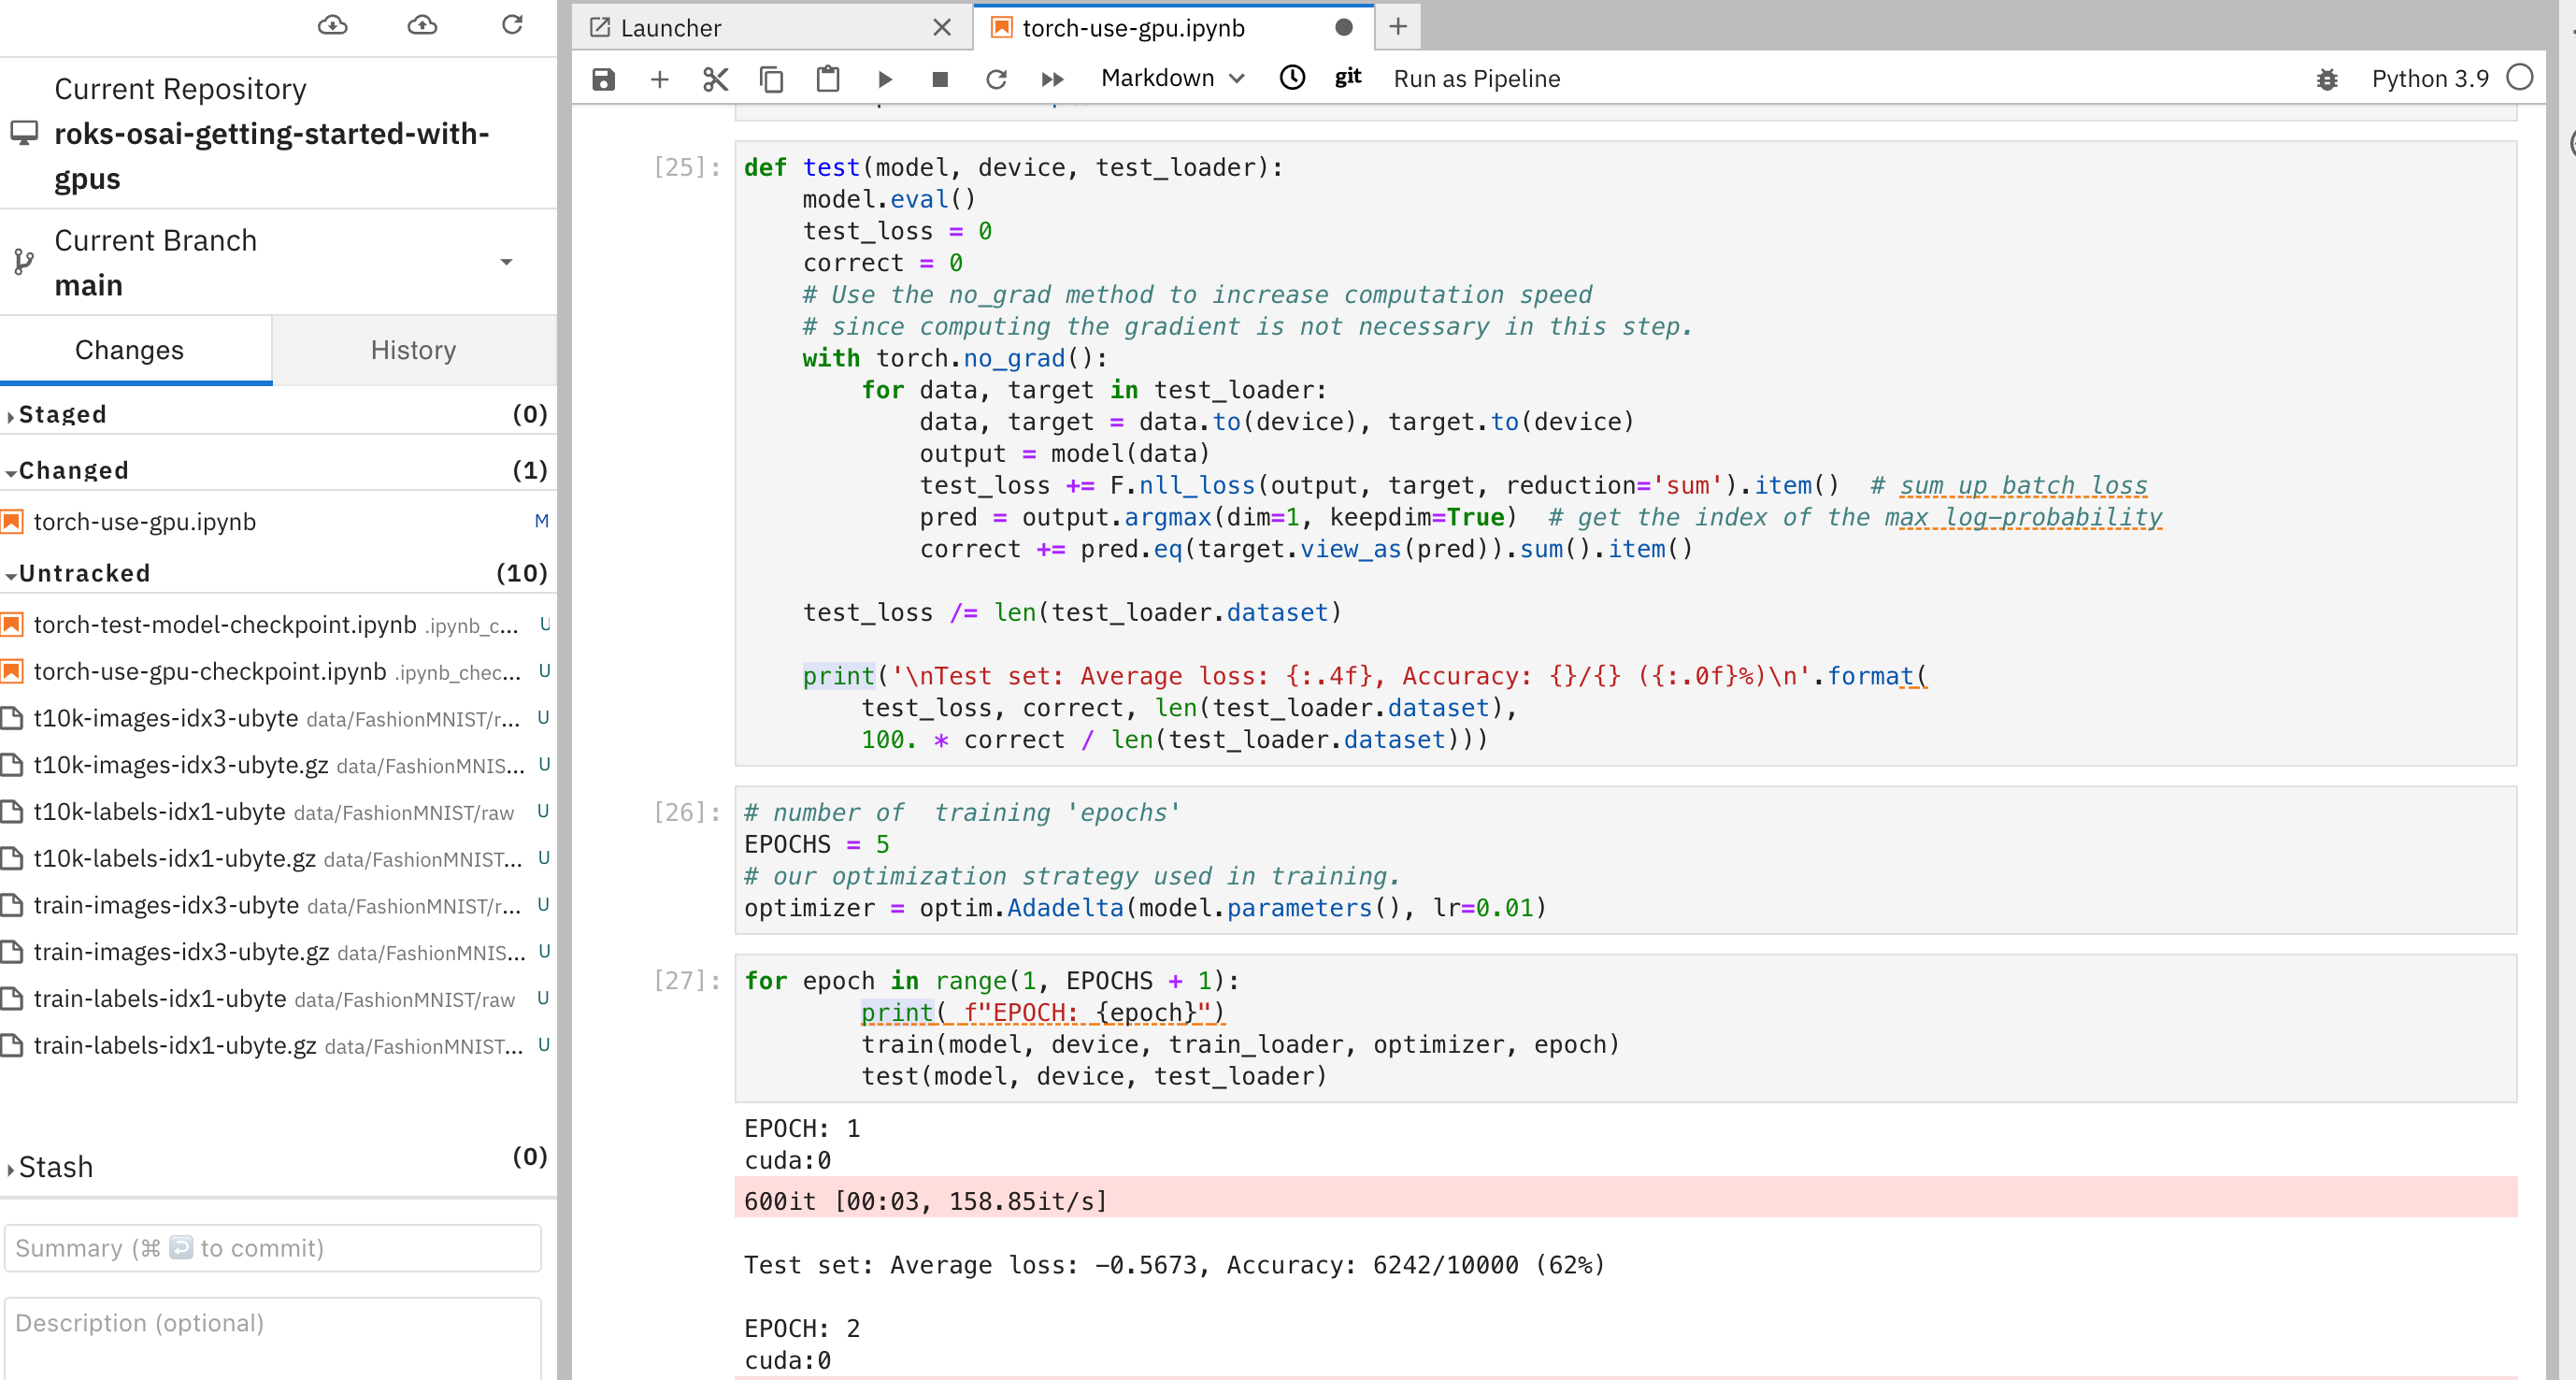 Current Repository
roks-osai-getting-started-with-
gpus
Current Branch
main
Changes
History
Staged (0)
Changed (1)
torch-use-gpu.ipynb M
Untracked (10)
torch-test-model-checkpoint.ipynb .ipynb_c... U
torch-use-gpu-checkpoint.ipynb .ipynb_chec... U
t10k-images-idx3-ubyte data/FashionMNIST/r... U
t10k-images-idx3-ubyte.gz data/FashionMNIS... U
t10k-labels-idx1-ubyte data/FashionMNIST/raw U
t10k-labels-idx1-ubyte.gz data/FashionMNIST... U
train-images-idx3-ubyte data/FashionMNIST/r... U
train-images-idx3-ubyte.gz data/FashionMNIS... U
train-labels-idx1-ubyte data/FashionMNIST/raw U
train-labels-idx1-ubyte.gz data/FashionMNIST... U
Stash (0)
Summary (⌘ ↩ to commit)
Description (optional)
Launcher
torch-use-gpu.ipynb
Markdown
git
Run as Pipeline
Python 3.9
[25]:
def test(model, device, test_loader):
    model.eval()
    test_loss = 0
    correct = 0
    # Use the no_grad method to increase computation speed
    # since computing the gradient is not necessary in this step.
    with torch.no_grad():
        for data, target in test_loader:
            data, target = data.to(device), target.to(device)
            output = model(data)
            test_loss += F.nll_loss(output, target, reduction='sum').item()  # sum up batch loss
            pred = output.argmax(dim=1, keepdim=True)  # get the index of the max log-probability
            correct += pred.eq(target.view_as(pred)).sum().item()
    test_loss /= len(test_loader.dataset)
    print('\nTest set: Average loss: {:.4f}, Accuracy: {}/{} ({:.0f}%)\n'.format(
        test_loss, correct, len(test_loader.dataset),
        100. * correct / len(test_loader.dataset)))
[26]:
# number of  training 'epochs'
EPOCHS = 5
# our optimization strategy used in training.
optimizer = optim.Adadelta(model.parameters(), lr=0.01)
[27]:
for epoch in range(1, EPOCHS + 1):
        print( f"EPOCH: {epoch}")
        train(model, device, train_loader, optimizer, epoch)
        test(model, device, test_loader)
EPOCH: 1
cuda:0
600it [00:03, 158.85it/s]
Test set: Average loss: -0.5673, Accuracy: 6242/10000 (62%)
EPOCH: 2
cuda:0